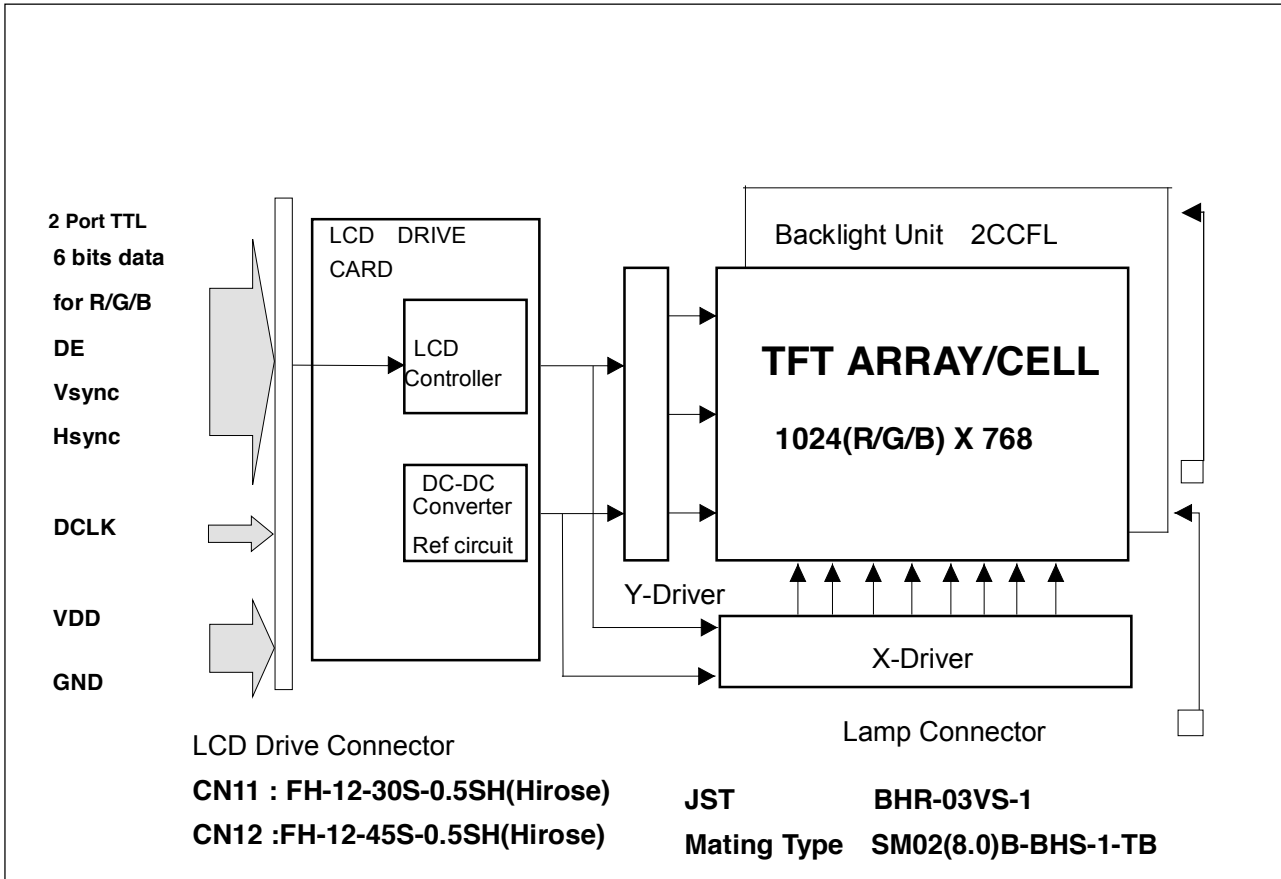 2 Port TTL
6 bits data
for R/G/B
DE
Vsync
Hsync
DCLK
VDD
GND
LCD DRIVE
CARD
LCD
Controller
DC-DC
Converter
Ref circuit
Y-Driver
Backlight Unit 2CCFL
TFT ARRAY/CELL
1024(R/G/B) X 768
X-Driver
LCD Drive Connector
CN11 : FH-12-30S-0.5SH(Hirose)
CN12 :FH-12-45S-0.5SH(Hirose)
Lamp Connector
JST BHR-03VS-1
Mating Type SM02(8.0)B-BHS-1-TB